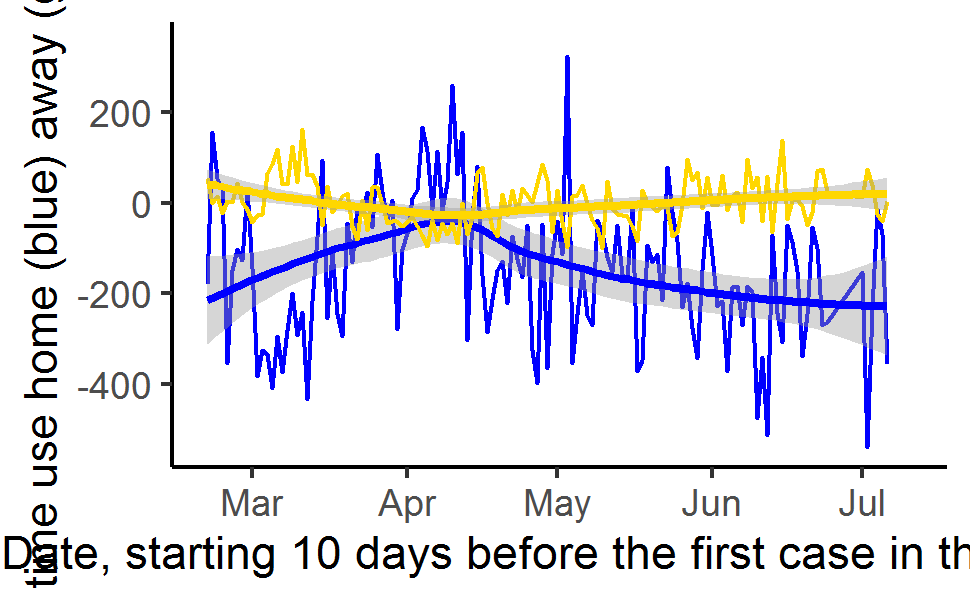 time use home (blue) away (
200
0
-200
-400
Mar Apr May Jun Jul
Date, starting 10 days before the first case in th